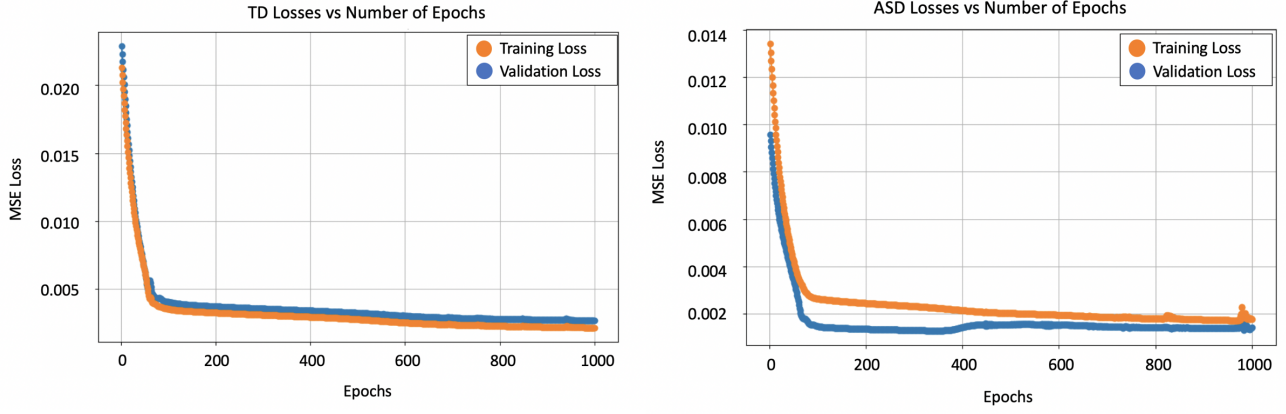 TD Losses vs Number of Epochs
Training Loss
Validation Loss
0.020
0.015
0.010
0.005
MSE Loss
0 200 400 600 800 1000
Epochs
ASD Losses vs Number of Epochs
Training Loss
Validation Loss
0.014
0.012
0.010
0.008
0.006
0.004
0.002
MSE Loss
0 200 400 600 800 1000
Epochs